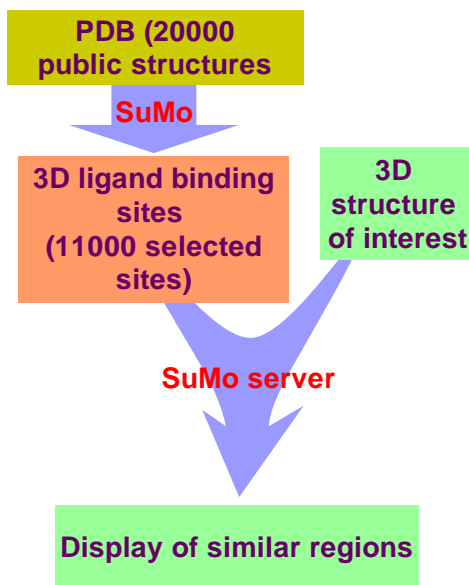 PDB (20000
public structures
SuMo
3D ligand binding
sites
(11000 selected
sites)
3D
structure
of interest
SuMo server
Display of similar regions